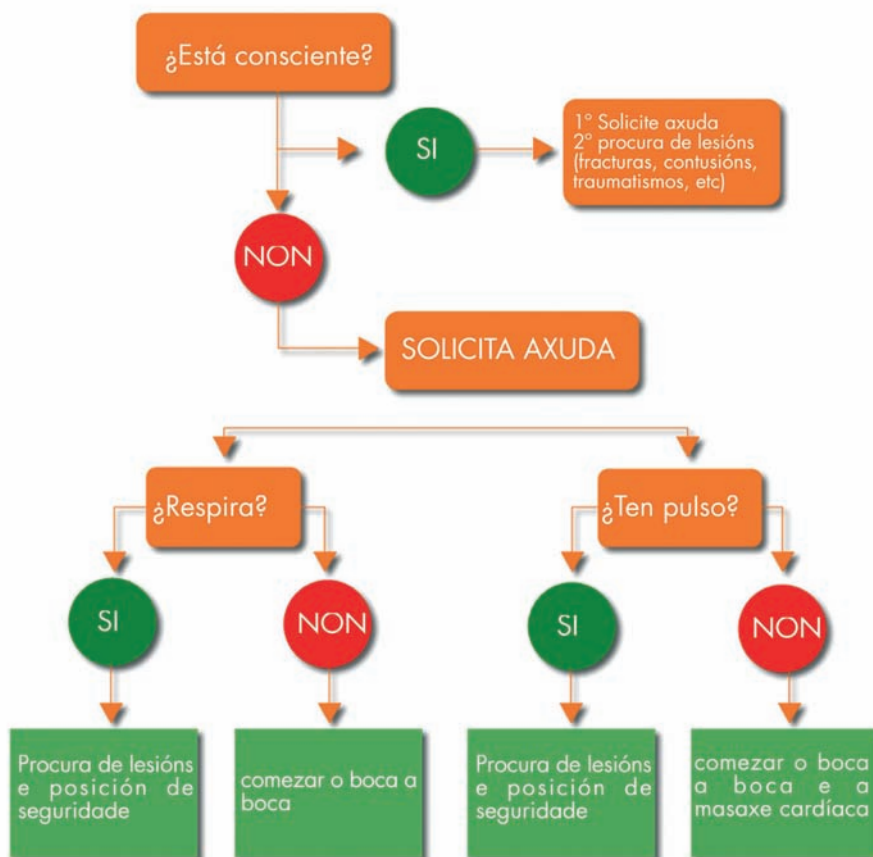 ¿Está consciente?
SI
1º Solicite axuda
2º procura de lesións
(fracturas, contusións,
traumatismos, etc)
NON
SOLICITA AXUDA
¿Respira?
¿Ten pulso?
SI
NON
SI
NON
Procura de lesións
e posición de
seguridade
comezar o boca a
boca
Procura de lesións
e posición de
seguridade
comezar o boca
a boca e a
masaxe cardíaca